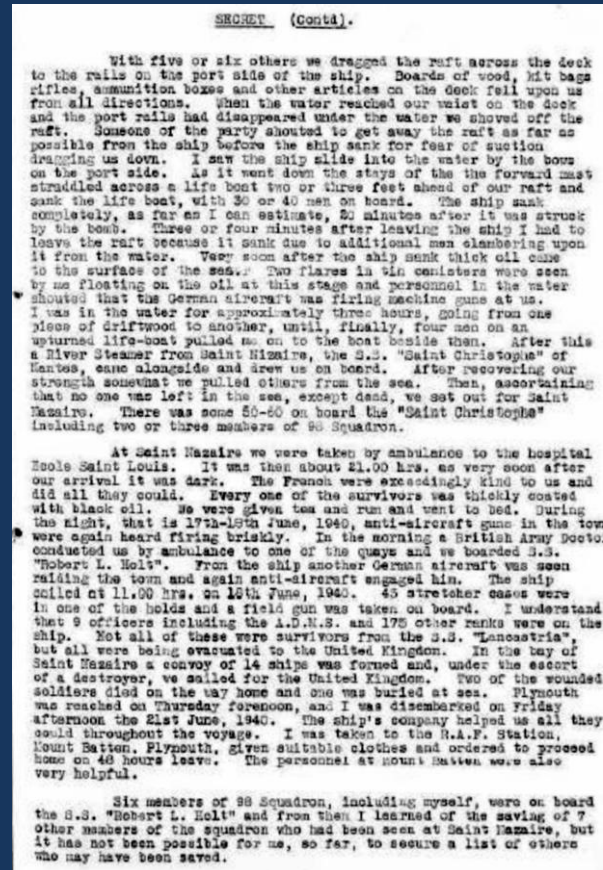 SECRET (Contd).
With five or six others we dragged the raft across the deck
to the rails on the port side of the ship. Boards of wood, kit bags
rifles, ammunition boxes and other articles on the deck fell upon us
from all directions. When the water reached our waist on the deck
and the port rails had disappeared under the water we shoved off the
raft. Someone of the party shouted to get away the raft as far as
possible from the ship before the ship sank for fear of suction
dragging us down. I saw the ship slide into the water by the bows
on the port side. As it went down the stays of the the forward mast
straddled across a life boat two or three feet ahead of our raft and
sank the life boat, with 30 or 40 men on board. The ship sank
completely, as far as I can estimate, 20 minutes after it was struck
by the bomb. Three or four minutes after leaving the ship I had to
leave the raft because it sank due to additional men clambering upon
it from the water. Very soon after the ship sank thick oil came
to the surface of the sea. Two flares in tin canisters were seen
by me floating on the oil at this stage and personnel in the water
shouted that the German aircraft was firing machine guns at us.
I was in the water for approximately three hours, going from one
piece of driftwood to another, until, finally, four men on an
upturned life-boat pulled me on to the boat beside them. After this
a River Steamer from Saint Nizaire, the S.S. "Saint Christophe" of
Nantes, came alongside and drew us on board. After recovering our
strength somewhat we pulled others from the sea. Then, ascertaining
that no one was left in the sea, except dead, we set out for Saint
Nazaire. There was some 50-60 on board the "Saint Christophe"
including two or three members of 98 Squadron.
At Saint Nazaire we were taken by ambulance to the hospital
Ecole Saint Louis. It was then about 21.00 hrs. as very soon after
our arrival it was dark. The French were exceedingly kind to us and
did all they could. Every one of the survivors was thickly coated
with black oil. We were given tea and rum and went to bed. During
the night, that is 17th-18th June, 1940, anti-aircraft guns in the town
were again heard firing briskly. In the morning a British Army Doctor
conducted us by ambulance to one of the quays and we boarded S.S.
"Robert L. Holt". From the ship another German aircraft was seen
raiding the town and again anti-aircraft engaged him. The ship
sailed at 11.00 hrs. on 18th June, 1940. 43 stretcher cases were
in one of the holds and a field gun was taken on board. I understand
that 9 officers including the A.D.M.S. and 175 other ranks were on the
ship. Not all of these were survivors from the S.S. "Lancastria",
but all were being evacuated to the United Kingdom. In the bay of
Saint Nazaire a convoy of 14 ships was formed and, under the escort
of a destroyer, we sailed for the United Kingdom. Two of the wounded
soldiers died on the way home and one was buried at sea. Plymouth
was reached on Thursday forenoon, and I was disembarked on Friday
afternoon the 21st June, 1940. The ship's company helped us all they
could throughout the voyage. I was taken to the R.A.F. Station,
Mount Batten, Plymouth, given suitable clothes and ordered to proceed
home on 48 hours leave. The personnel at Mount Batten were also
very helpful.
Six members of 98 Squadron, including myself, were on board
the S.S. "Robert L. Holt" and from then I learned of the saving of 7
other members of the squadron who had been seen at Saint Nazaire, but
it has not been possible for me, so far, to secure a list of others
who may have been saved.